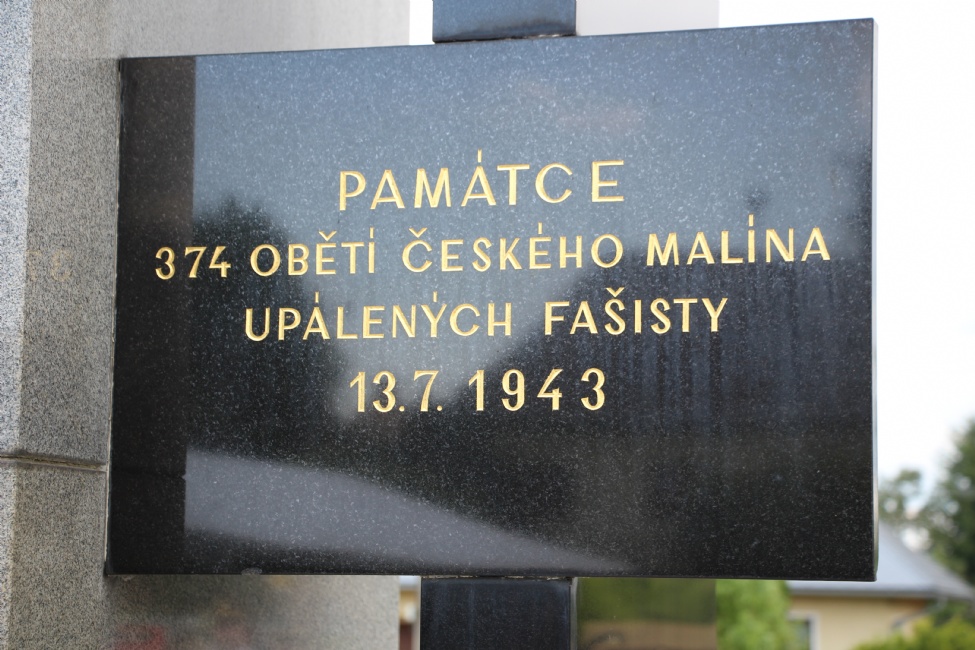 PAMÁTCE
374 OBĚTÍ ČESKÉHO MALÍNA
UPÁLENÝCH FAŠISTY
13.7. 1943